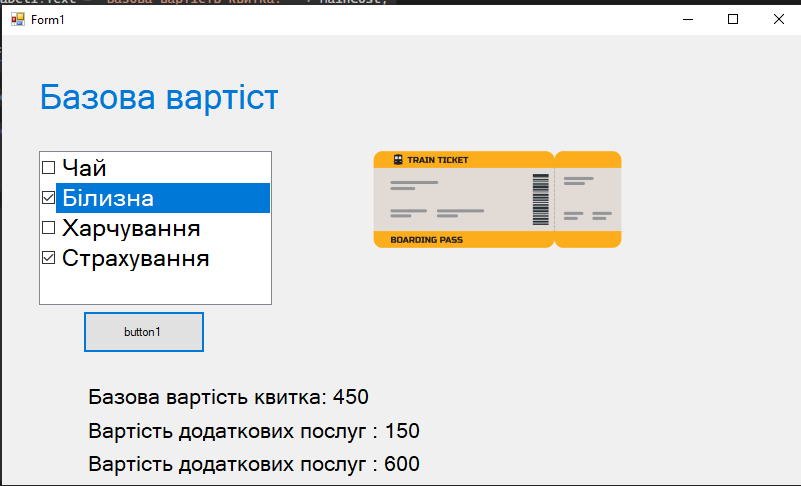 Form1
Базова вартіст
Чай
Білизна
Харчування
Страхування
TRAIN TICKET
BOARDING PASS
button1
Базова вартість квитка: 450
Вартість додаткових послуг : 150
Вартість додаткових послуг : 600